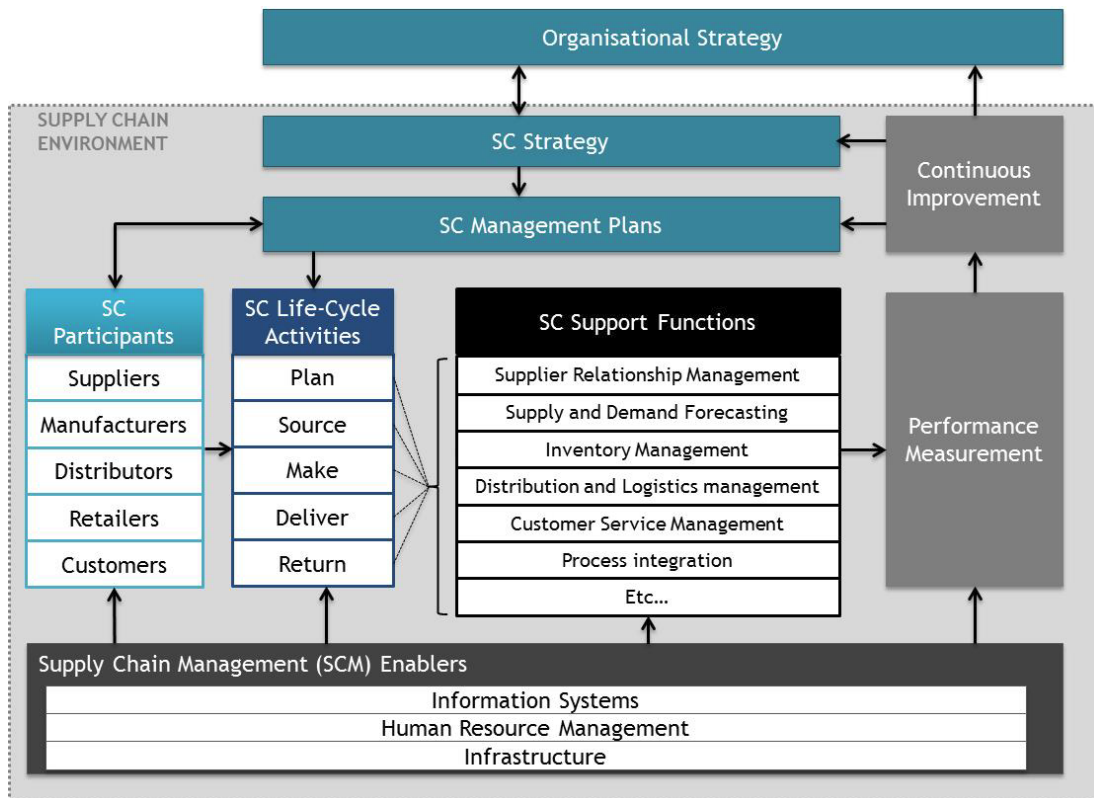 Organisational Strategy
SUPPLY CHAIN
ENVIRONMENT
SC Strategy
Continuous
Improvement
SC Management Plans
SC
Participants
Suppliers
Manufacturers
Distributors
Retailers
Customers
SC Life-Cycle
Activities
Plan
Source
Make
Deliver
Return
SC Support Functions
Supplier Relationship Management
Supply and Demand Forecasting
Inventory Management
Distribution and Logistics management
Customer Service Management
Process integration
Etc...
Performance
Measurement
Supply Chain Management (SCM) Enablers
Information Systems
Human Resource Management
Infrastructure